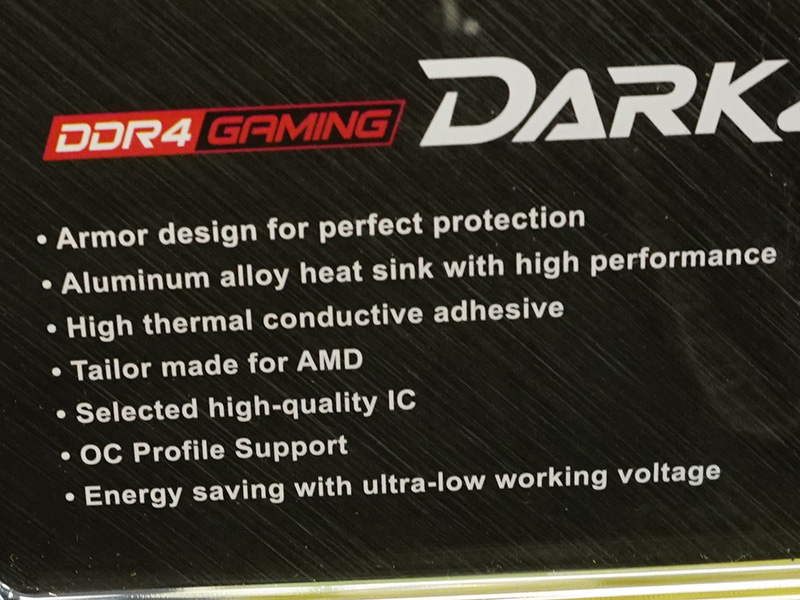 DDR4 GAMING DARK
• Armor design for perfect protection
• Aluminum alloy heat sink with high performance
• High thermal conductive adhesive
• Tailor made for AMD
• Selected high-quality IC
• OC Profile Support
• Energy saving with ultra-low working voltage